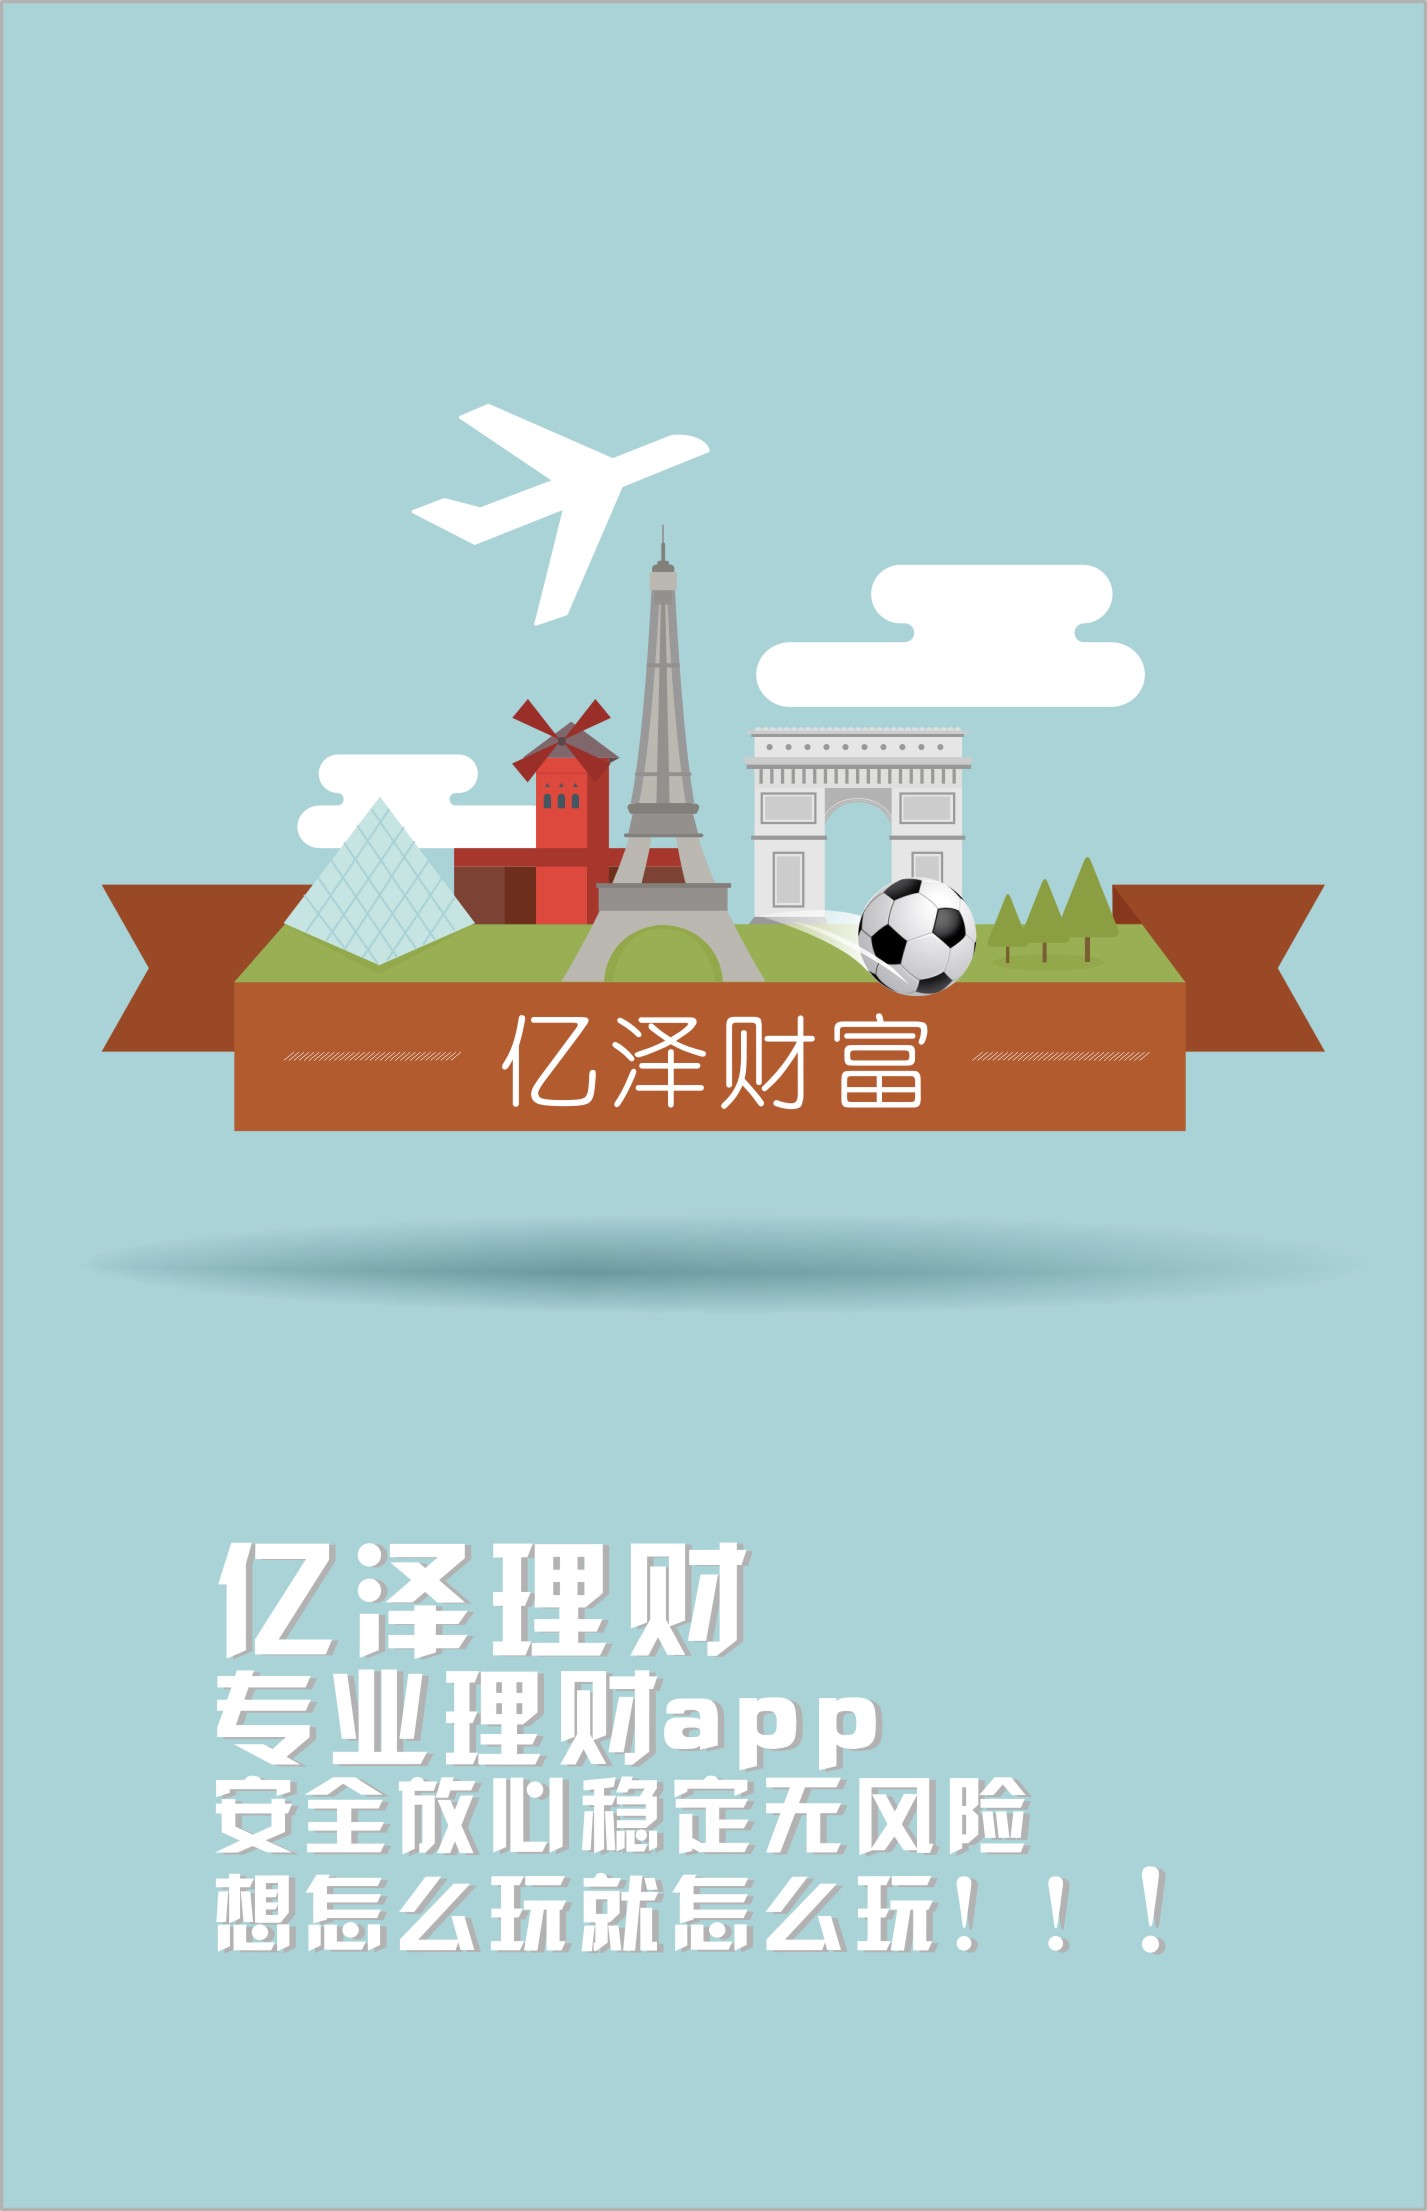 亿泽财富
亿泽理财
专业理财app
安全放心稳定无风险
想怎么玩就怎么玩！！！